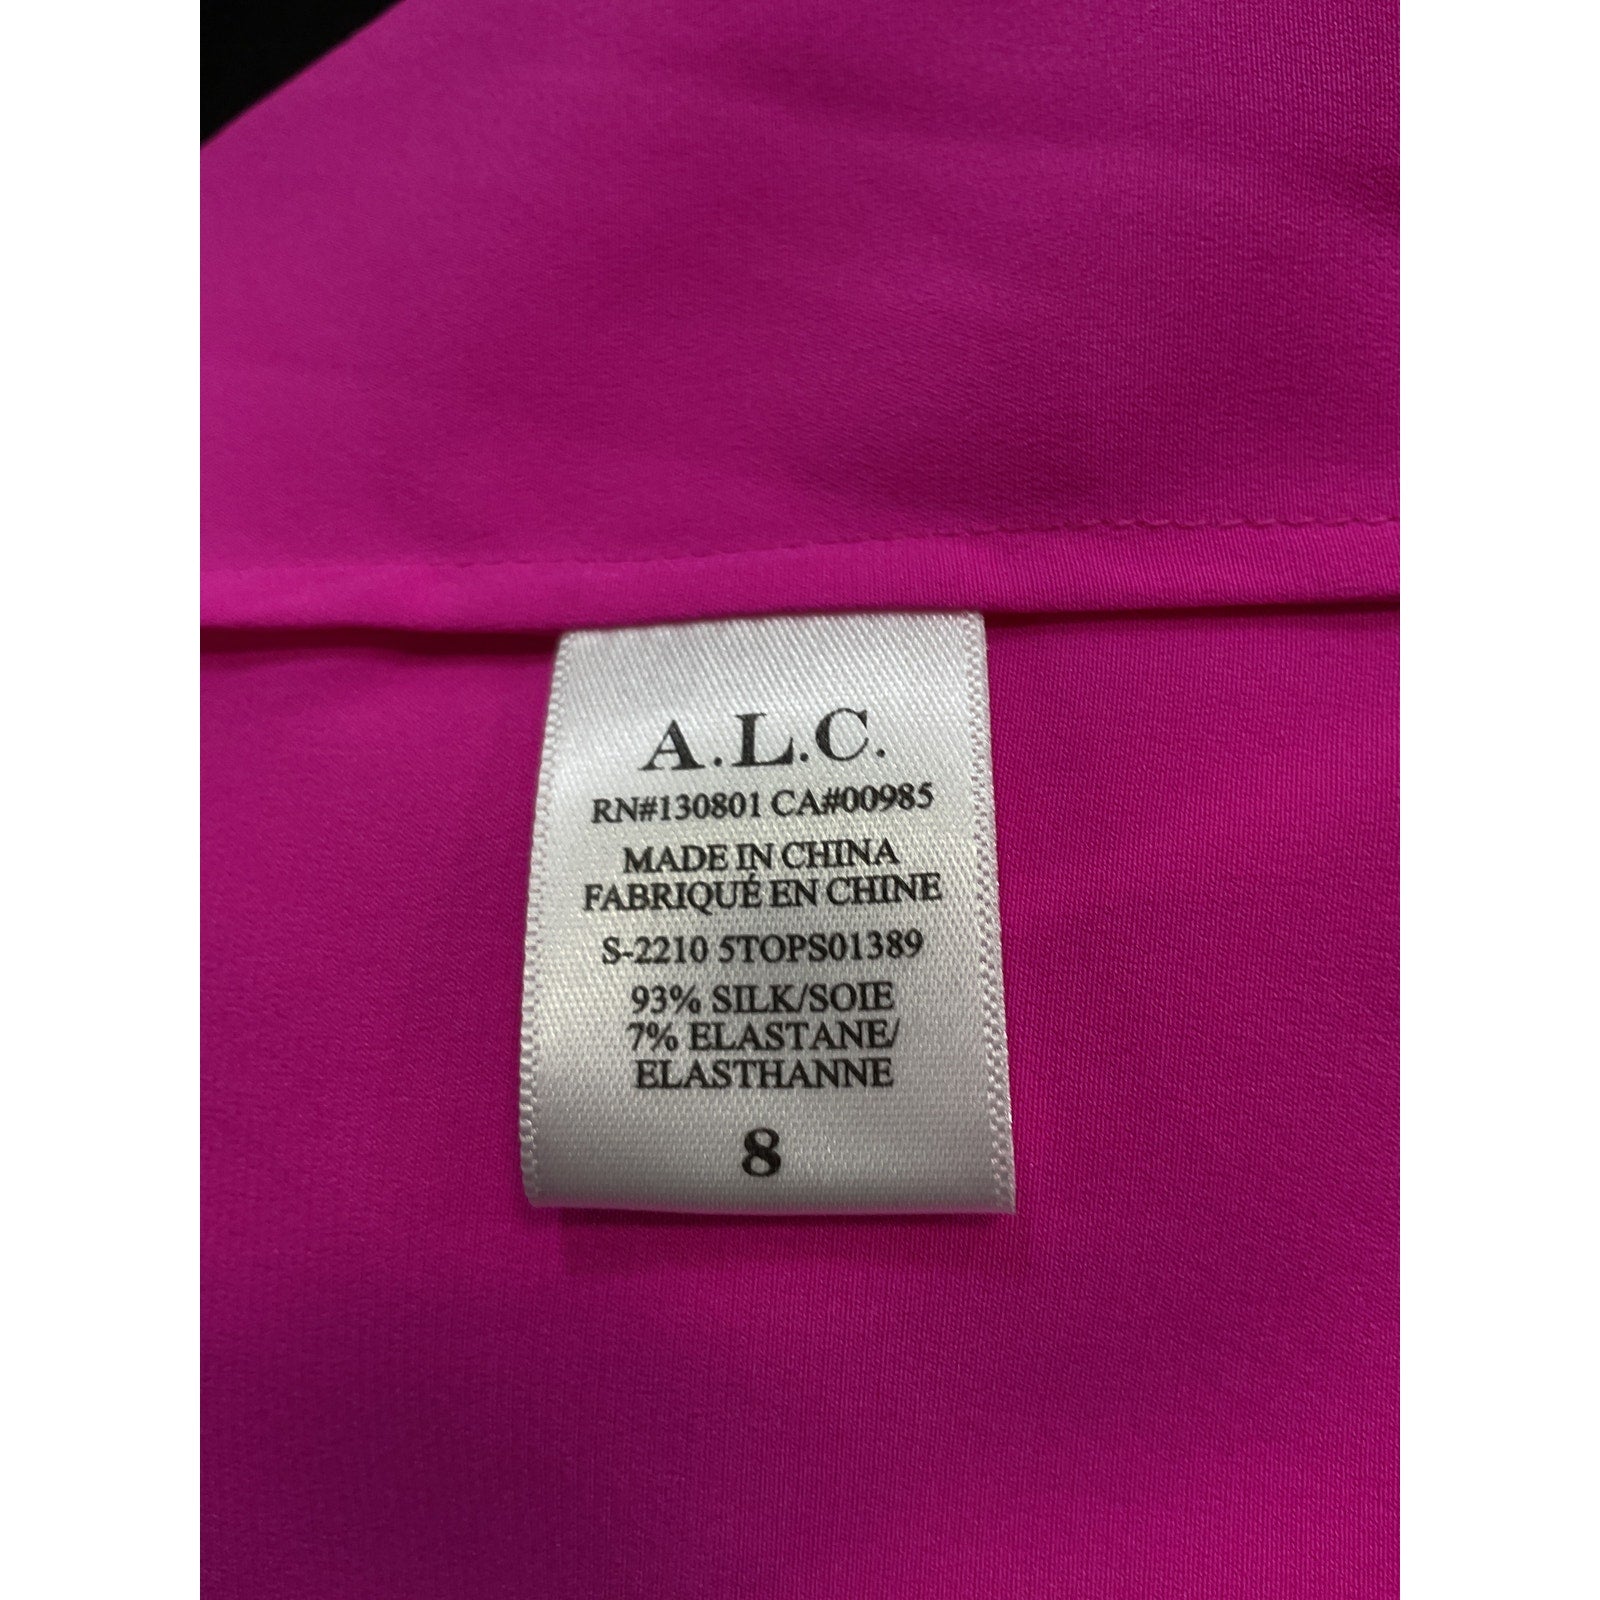 A.L.C.
RN#130801 CA#00985
MADE IN CHINA
FABRIQUÉ EN CHINE
S-2210 5TOPS01389
93% SILK/SOIE
7% ELASTANE/
ELASTHANNE
8